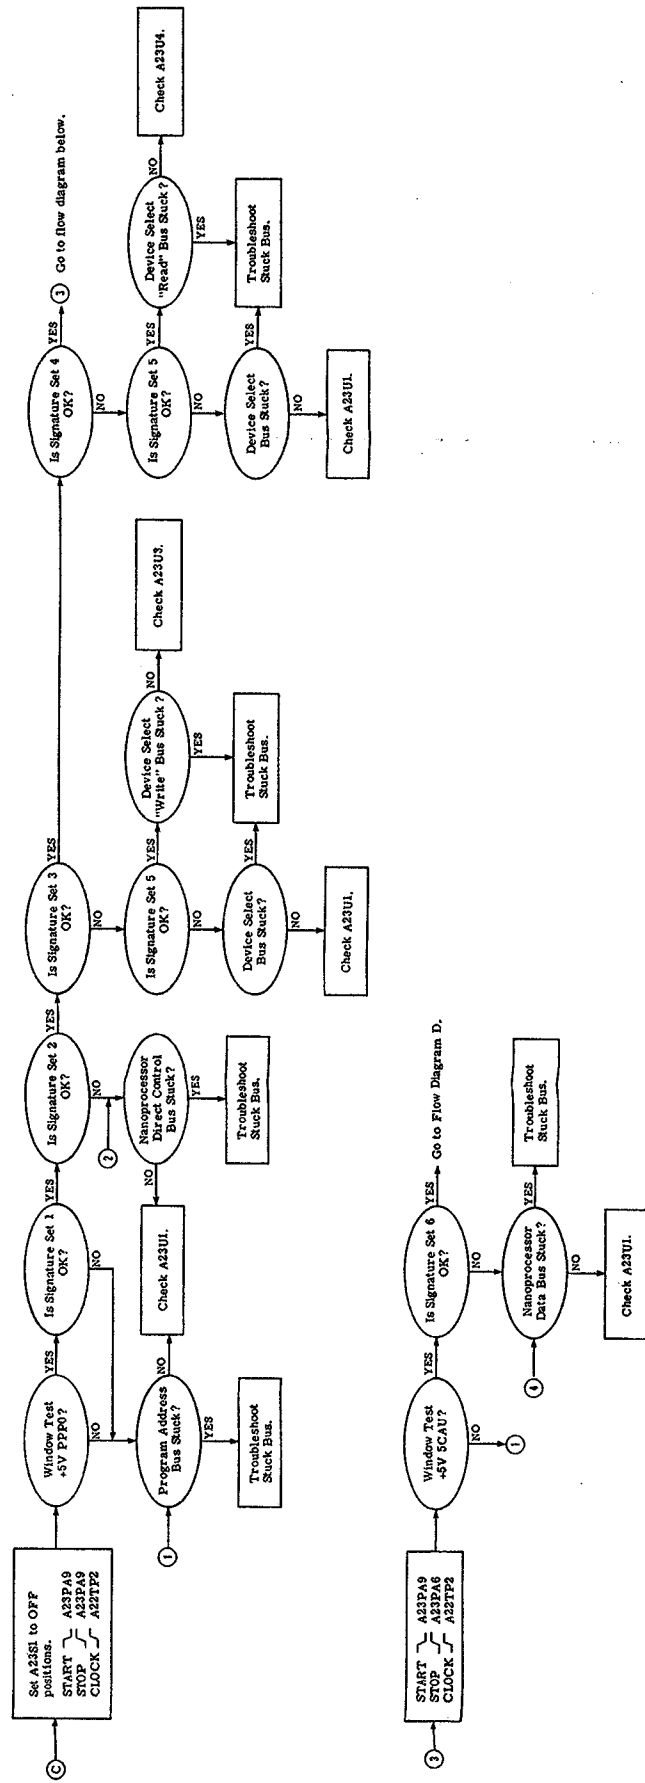 C
Set A23S1 to OFF
positions.
START A23PA9
STOP A23PA9
CLOCK A22TP2
Window Test
+5V PPP0?
YES
NO
Is Signature Set 1
OK?
YES
NO
Is Signature Set 2
OK?
YES
NO
Is Signature Set 3
OK?
YES
NO
Is Signature Set 4
OK?
YES
NO
3
Go to flow diagram below.
1
Program Address
Bus Stuck?
NO
YES
Check A23U1.
Troubleshoot
Stuck Bus.
2
Nanoprocessor
Direct Control
Bus Stuck?
NO
YES
Troubleshoot
Stuck Bus.
Is Signature Set 5
OK?
YES
NO
Device Select
"Write" Bus Stuck?
NO
YES
Check A23U3.
Troubleshoot
Stuck Bus.
Device Select
Bus Stuck?
YES
NO
Check A23U1.
Is Signature Set 5
OK?
YES
NO
Device Select
"Read" Bus Stuck?
NO
YES
Check A23U4.
Troubleshoot
Stuck Bus.
Device Select
Bus Stuck?
YES
NO
Check A23U1.
3
START A23PA9
STOP A23PA6
CLOCK A22TP2
Window Test
+5V 5CAU?
YES
NO
1
Is Signature Set 6
OK?
YES
NO
Go to Flow Diagram D.
4
Nanoprocessor
Data Bus Stuck?
YES
NO
Troubleshoot
Stuck Bus.
Check A23U1.